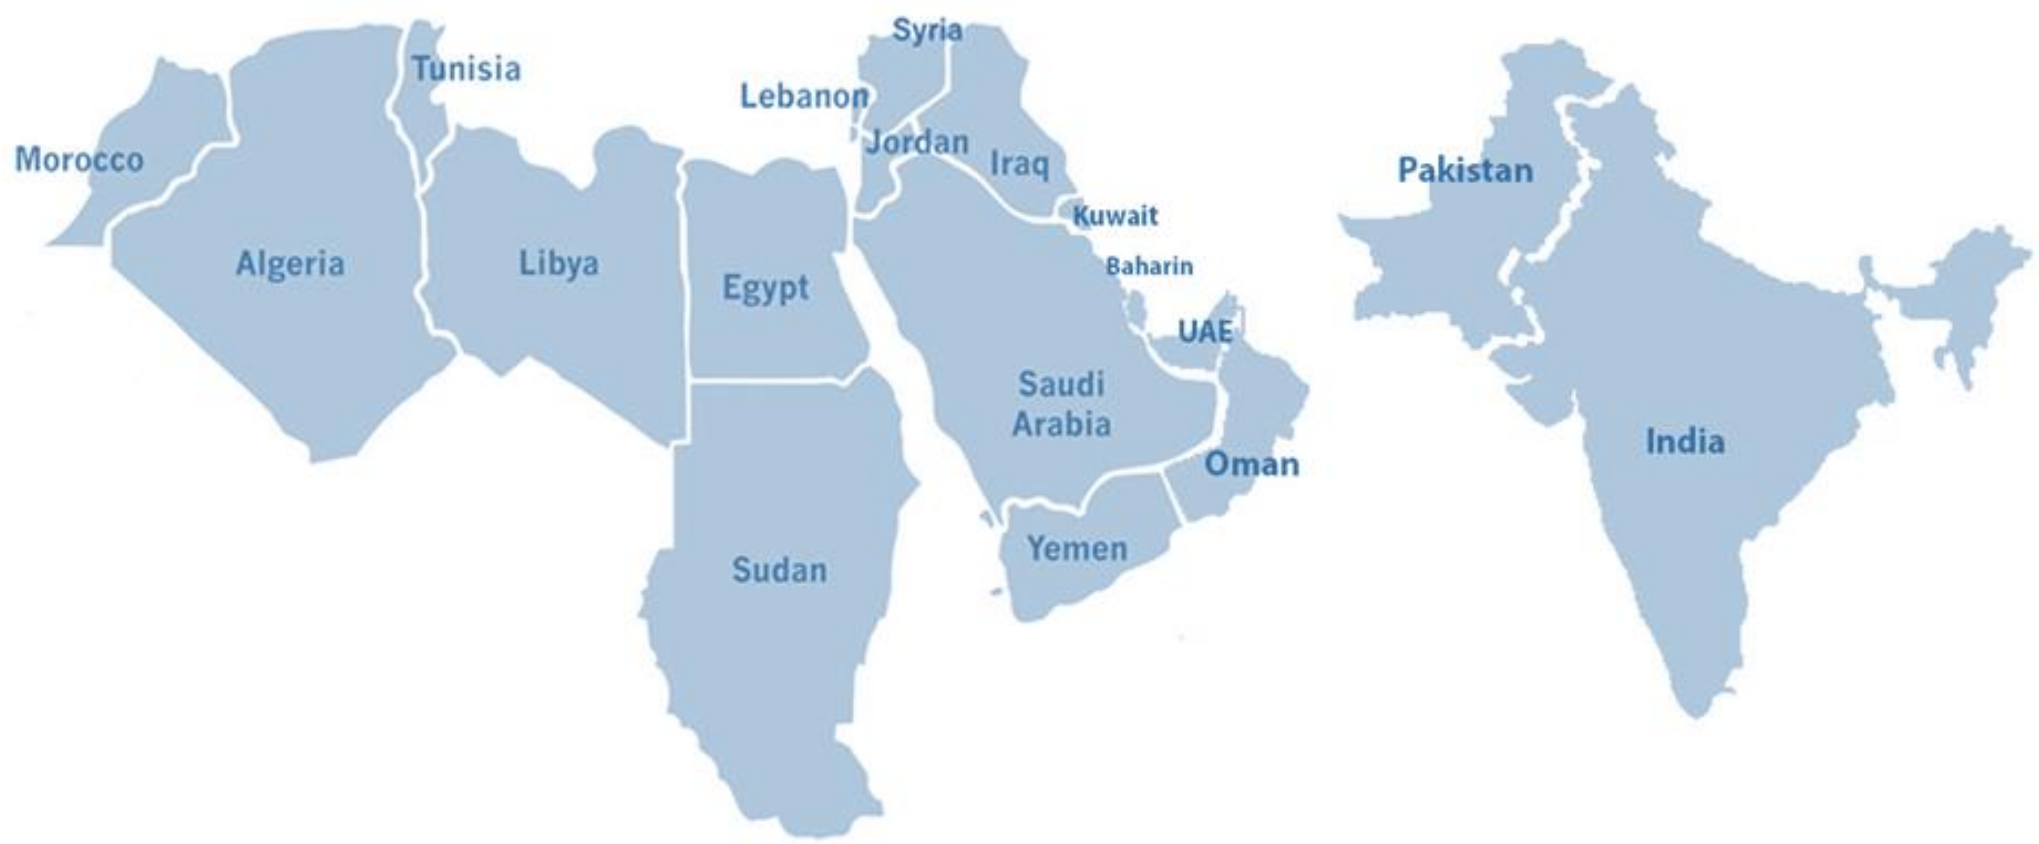 Syria
Tunisia
Lebanon
Jordan
Morocco
Iraq
Pakistan
Kuwait
Algeria
Libya
Baharin
Egypt
UAE
Saudi
Arabia
India
Oman
Yemen
Sudan